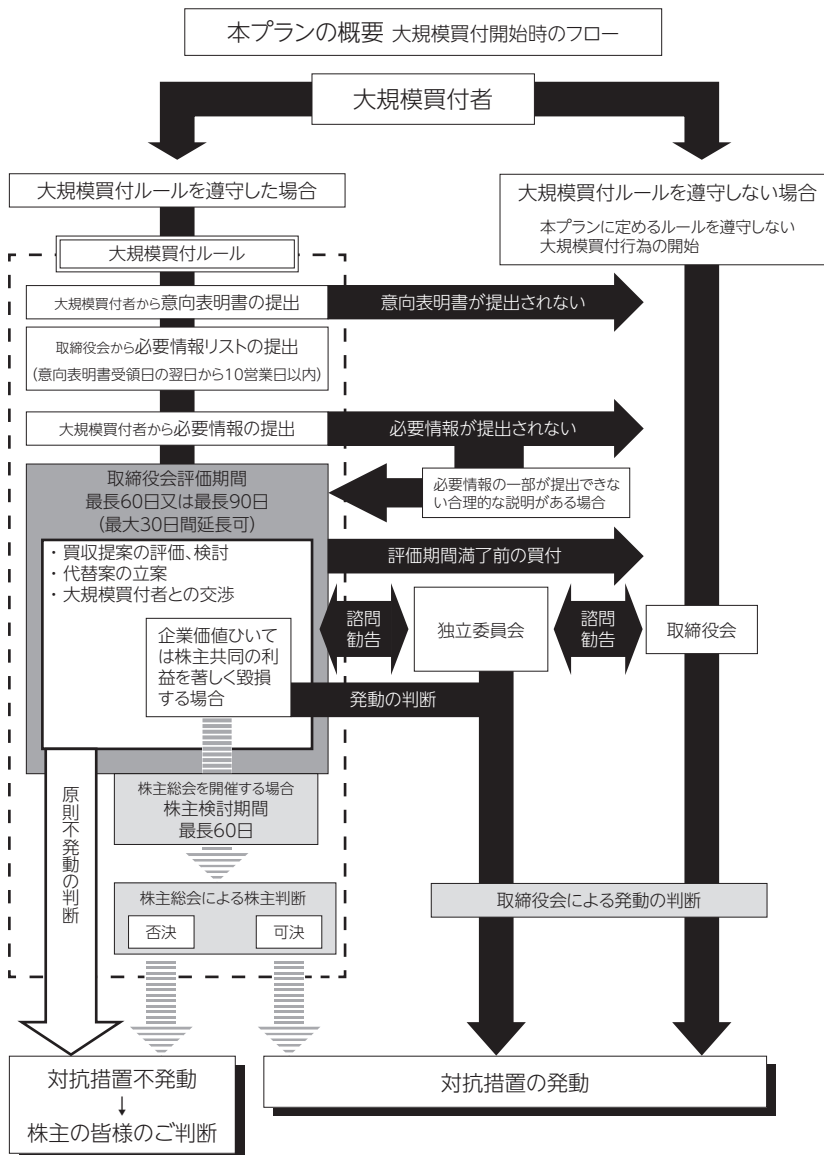 本プランの概要 大規模買付開始時のフロー
大規模買付者
大規模買付ルールを遵守した場合
大規模買付ルールを遵守しない場合
本プランに定めるルールを遵守しない
大規模買付行為の開始
大規模買付ルール
大規模買付者から意向表明書の提出
意向表明書が提出されない
取締役会から必要情報リストの提出
(意向表明書受領日の翌日から10営業日以内)
大規模買付者から必要情報の提出
必要情報が提出されない
必要情報の一部が提出できな
い合理的な説明がある場合
取締役会評価期間
最長60日又は最長90日
(最大30日間延長可)
・買収提案の評価、検討
・代替案の立案
・大規模買付者との交渉
評価期間満了前の買付
諮問
勧告
独立委員会
諮問
勧告
取締役会
企業価値ひいて
は株主共同の利
益を著しく毀損
する場合
発動の判断
原則不発動の判断
株主総会を開催する場合
株主検討期間
最長60日
株主総会による株主判断
否決
可決
取締役会による発動の判断
対抗措置不発動
↓
株主の皆様のご判断
対抗措置の発動